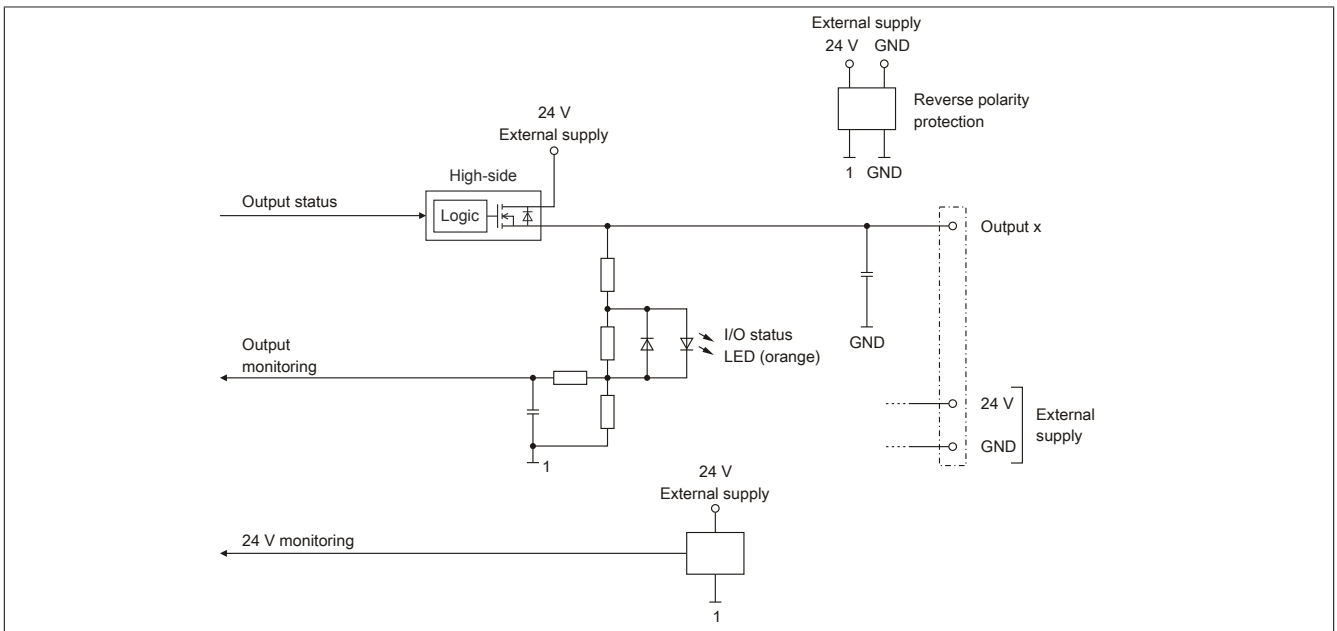 External supply
24 V GND
Reverse polarity
protection
1 GND
24 V
External supply
High-side
Output status
Logic
Output x
I/O status
LED (orange)
GND
Output
monitoring
24 V
External
supply
GND
1
24 V
External supply
24 V monitoring
1